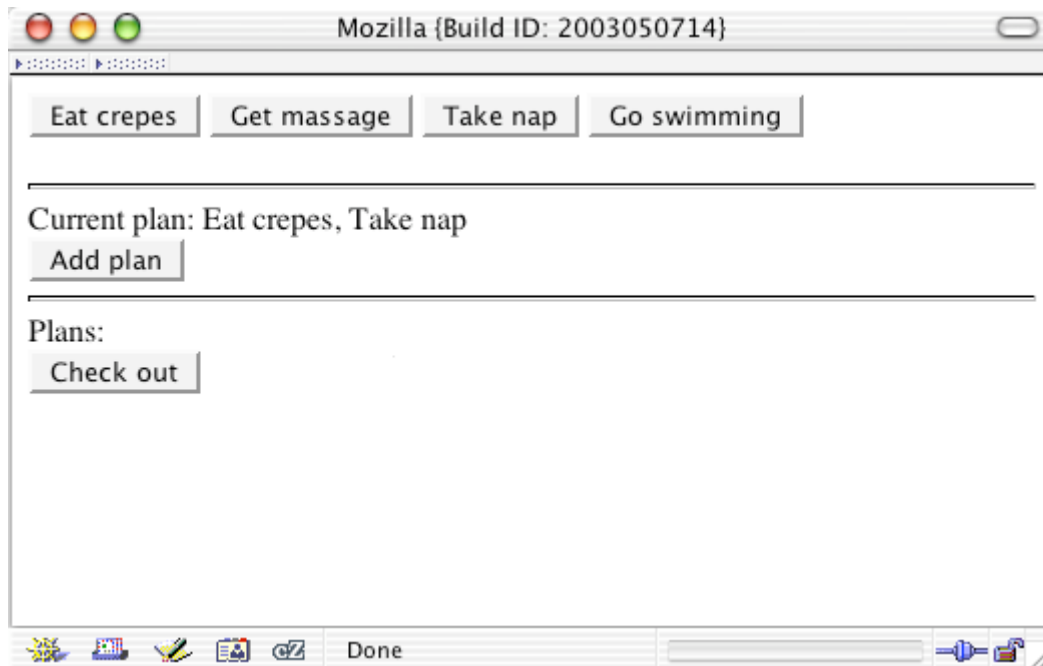 Mozilla {Build ID: 2003050714}
Eat crepes Get massage Take nap Go swimming
Current plan: Eat crepes, Take nap
Add plan
Plans:
Check out
cZ Done